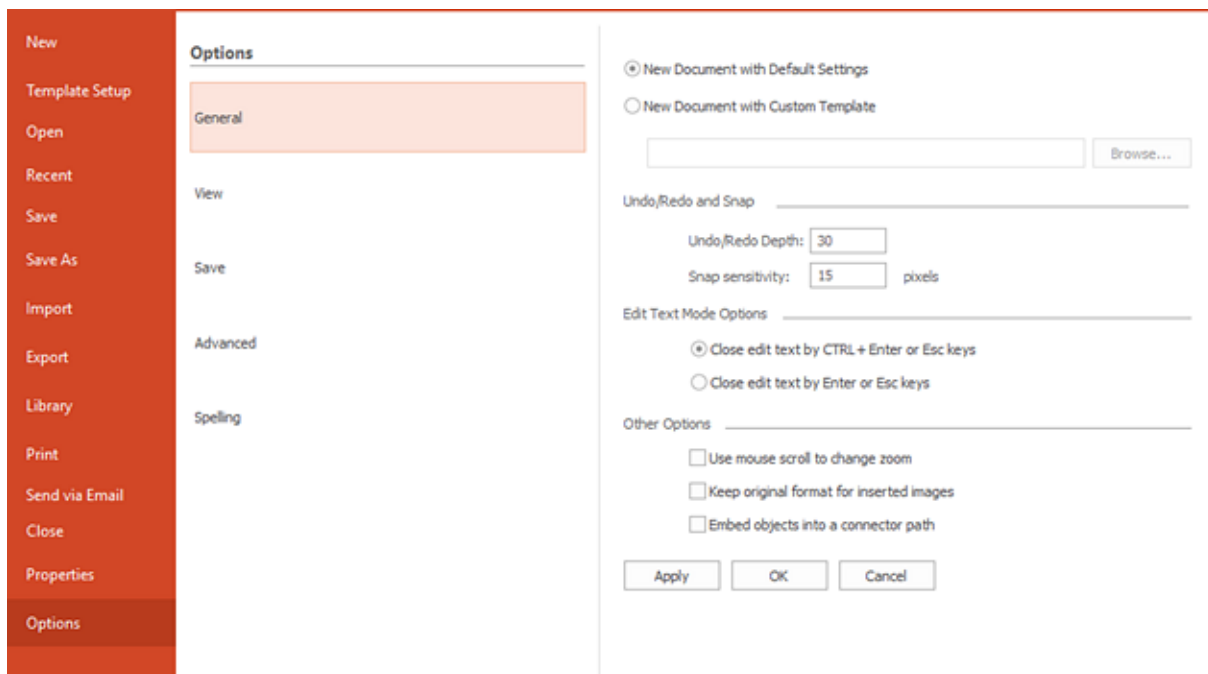 New
Template Setup
Open
Recent
Save
Save As
Import
Export
Library
Print
Send via Email
Close
Properties
Options
Options
General
View
Save
Advanced
Spelling
New Document with Default Settings
New Document with Custom Template
Browse...
Undo/Redo and Snap
Undo/Redo Depth: 30
Snap sensitivity: 15 pixels
Edit Text Mode Options
Close edit text by CTRL+Enter or Esc keys
Close edit text by Enter or Esc keys
Other Options
Use mouse scroll to change zoom
Keep original format for inserted images
Embed objects into a connector path
Apply OK Cancel